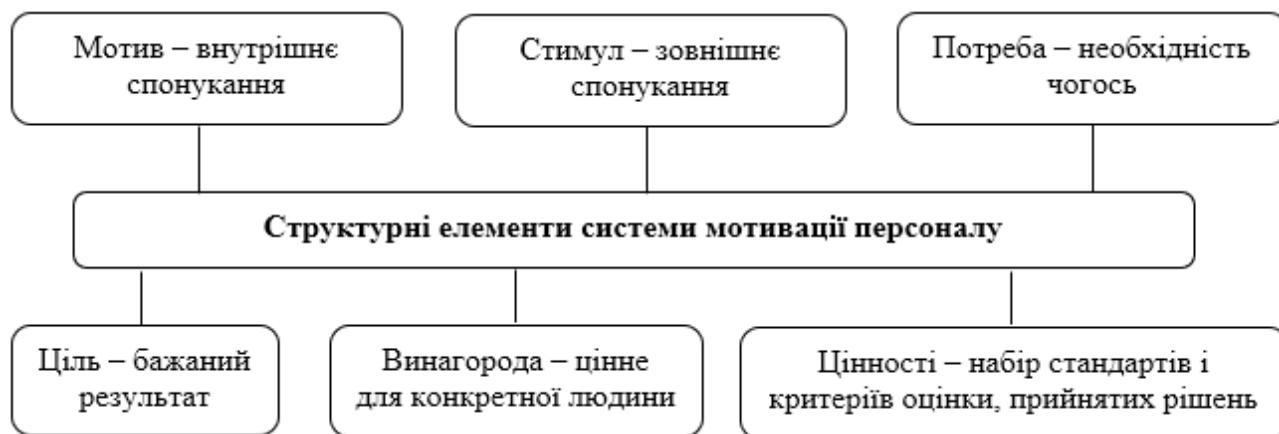 Мотив – внутрішнє
спонукання
Стимул – зовнішнє
спонукання
Потреба – необхідність
чогось
Структурні елементи системи мотивації персоналу
Ціль – бажаний
результат
Винагорода – цінне
для конкретної людини
Цінності – набір стандартів і
критеріїв оцінки, прийнятих рішень